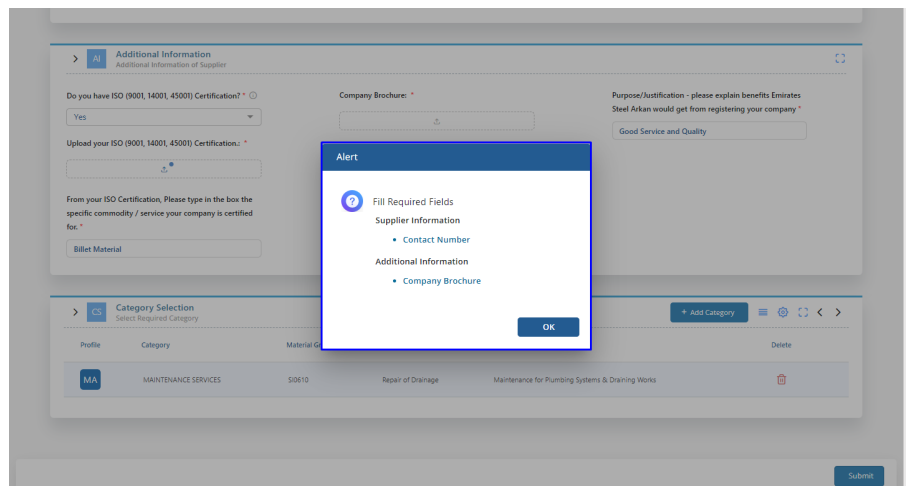 AI
Additional Information
Additional Information of Supplier
Do you have ISO (9001, 14001, 45001) Certification? *
Yes
Upload your ISO (9001, 14001, 45001) Certification.: *
From your ISO Certification, Please type in the box the
specific commodity / service your company is certified
for. *
Billet Material
Company Brochure: *
Purpose/Justification - please explain benefits Emirates
Steel Arkan would get from registering your company *
Good Service and Quality
Alert
Fill Required Fields
Supplier Information
• Contact Number
Additional Information
• Company Brochure
OK
CS
Category Selection
Select Required Category
+ Add Category
Profile Category Material Gr Delete
MA MAINTENANCE SERVICES SI0610 Repair of Drainage Maintenance for Plumbing Systems & Draining Works
Submit